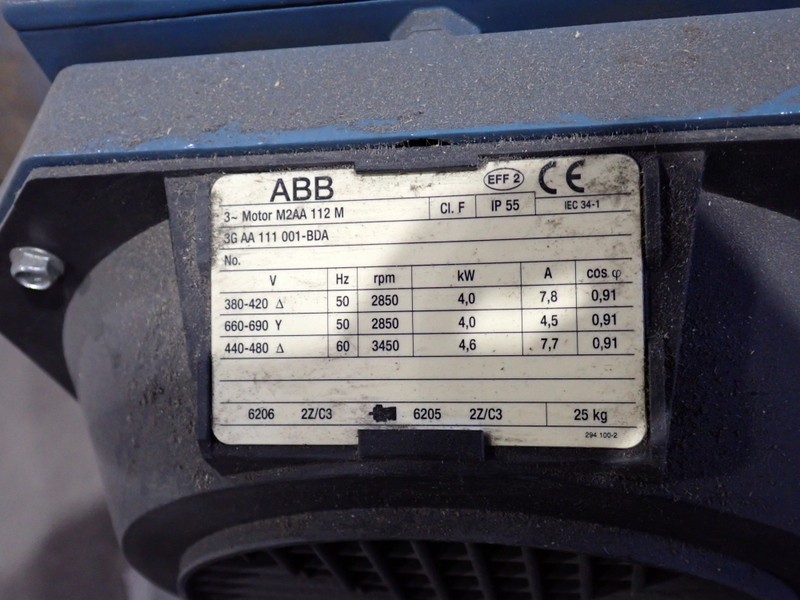 ABB EFF 2 CE
3~ Motor M2AA 112 M Cl. F IP 55 IEC 34-1
3G AA 111 001-BDA
No.
V Hz rpm kW A cos φ
380-420 Δ 50 2850 4,0 7,8 0,91
660-690 Y 50 2850 4,0 4,5 0,91
440-480 Δ 60 3450 4,6 7,7 0,91
6206 2Z/C3 6205 2Z/C3 25 kg
294 100-2